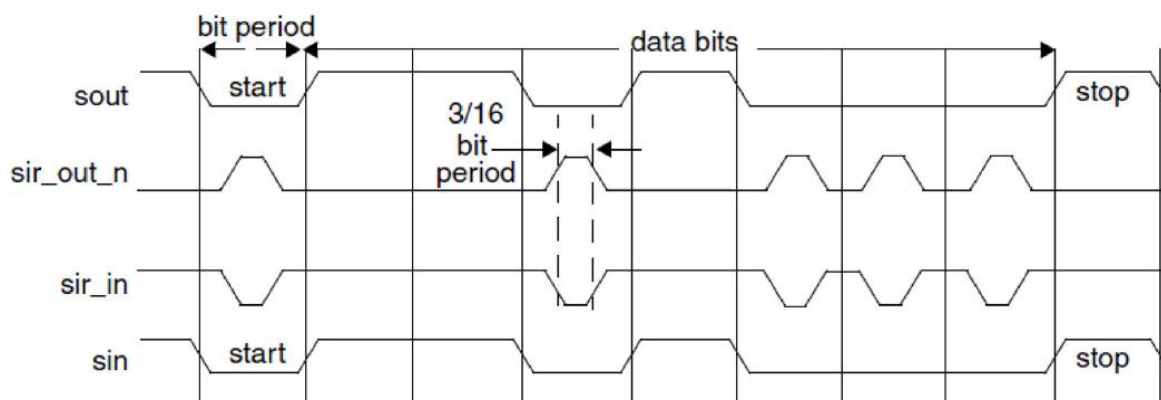 bit period
data bits
sout
start
stop
3/16
bit
period
sir_out_n
sir_in
sin
start
stop